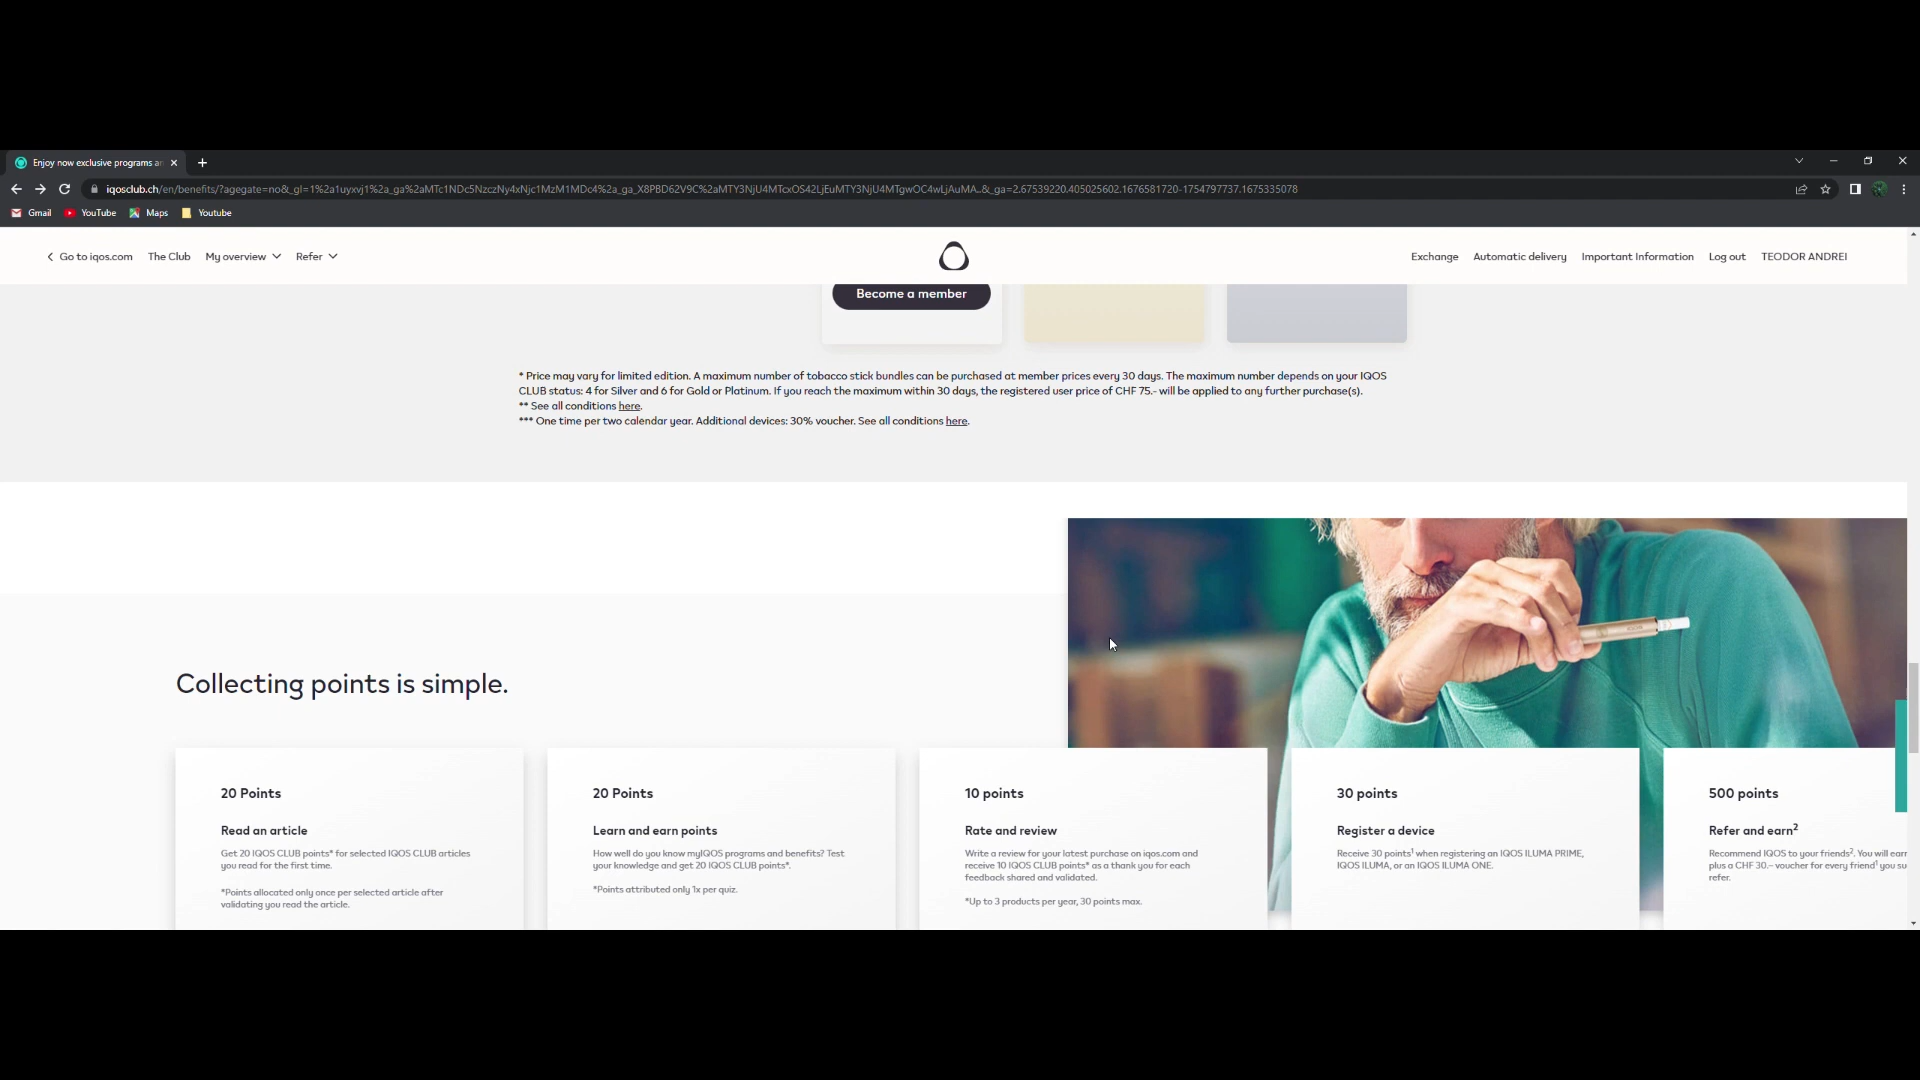 Enjoy now exclusive programs an
iqosclub.ch/en/benefits/?agegate=no&_gl=1%2a1uyxvj1%2a_ga%2aMTc1NDc5NzczNy4xNjc1MzM1MDc4%2a_ga_X8PBD62V9C%2aMTY3NjU4MTcxOS42LjEuMTY3NjU4MTgwOC4wLjAuMA..&_ga=2.67539220.405025602.1676581720-1754797737.1675335078
Gmail YouTube Maps Youtube
Go to iqos.com The Club My overview Refer Exchange Automatic delivery Important Information Log out TEODOR ANDREI
Become a member
* Price may vary for limited edition. A maximum number of tobacco stick bundles can be purchased at member prices every 30 days. The maximum number depends on your IQOS
CLUB status: 4 for Silver and 6 for Gold or Platinum. If you reach the maximum within 30 days, the registered user price of CHF 75.- will be applied to any further purchase(s).
** See all conditions here.
*** One time per two calendar year. Additional devices: 30% voucher. See all conditions here.
Collecting points is simple.
20 Points
Read an article
Get 20 IQOS CLUB points* for selected IQOS CLUB articles
you read for the first time.
*Points allocated only once per selected article after
validating you read the article.
20 Points
Learn and earn points
How well do you know myIQOS programs and benefits? Test
your knowledge and get 20 IQOS CLUB points*.
*Points attributed only 1x per quiz.
10 points
Rate and review
Write a review for your latest purchase on iqos.com and
receive 10 IQOS CLUB points* as a thank you for each
feedback shared and validated.
*Up to 3 products per year, 30 points max.
30 points
Register a device
Receive 30 points¹ when registering an IQOS ILUMA PRIME,
IQOS ILUMA, or an IQOS ILUMA ONE.
500 points
Refer and earn²
Recommend IQOS to your friends². You will earn
plus a CHF 30.- voucher for every friend¹ you su
refer.